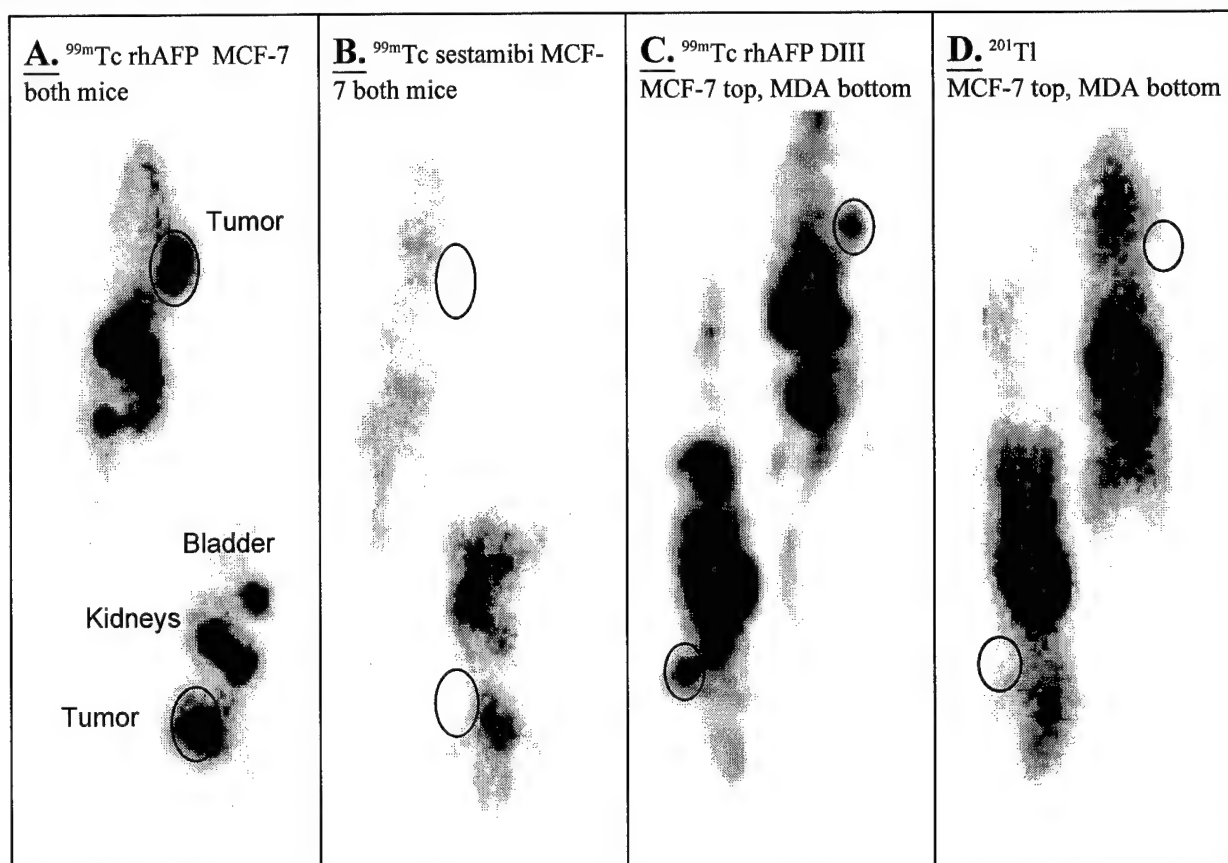 A. ⁹⁹ᵐTc rhAFP MCF-7
both mice
Tumor
Bladder
Kidneys
Tumor
B. ⁹⁹ᵐTc sestamibi MCF-
7 both mice
C. ⁹⁹ᵐTc rhAFP DIII
MCF-7 top, MDA bottom
D. ²⁰¹Tl
MCF-7 top, MDA bottom